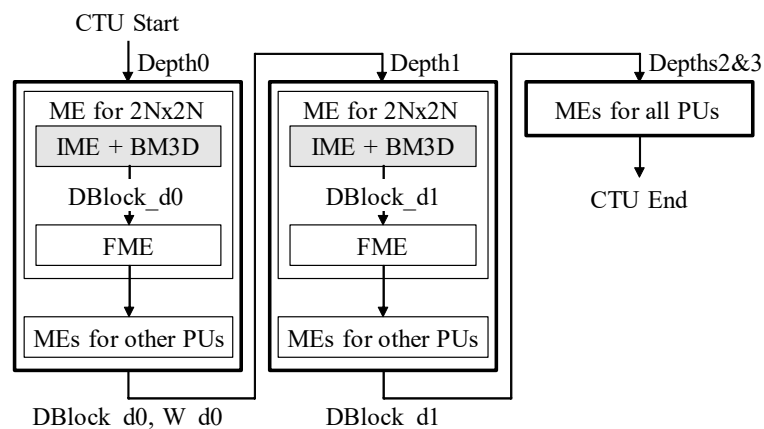 CTU Start
Depth0
ME for 2Nx2N
IME + BM3D
DBlock_d0
FME
MEs for other PUs
DBlock_d0, W_d0
Depth1
ME for 2Nx2N
IME + BM3D
DBlock_d1
FME
MEs for other PUs
DBlock_d1
Depths2&3
MEs for all PUs
CTU End